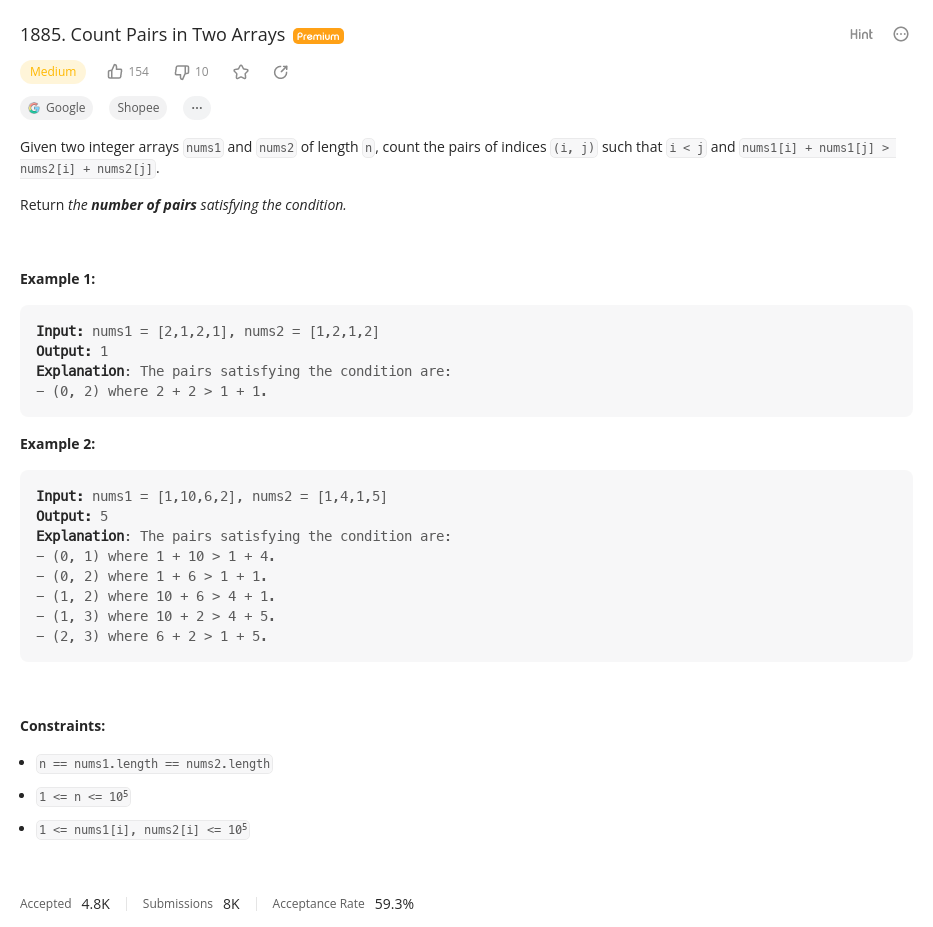 1885. Count Pairs in Two Arrays Premium Hint
Medium 154 10
Google Shopee ...
Given two integer arrays nums1 and nums2 of length n, count the pairs of indices (i, j) such that i < j and nums1[i] + nums1[j] >
nums2[i] + nums2[j].
Return the number of pairs satisfying the condition.
Example 1:
Input: nums1 = [2,1,2,1], nums2 = [1,2,1,2]
Output: 1
Explanation: The pairs satisfying the condition are:
- (0, 2) where 2 + 2 > 1 + 1.
Example 2:
Input: nums1 = [1,10,6,2], nums2 = [1,4,1,5]
Output: 5
Explanation: The pairs satisfying the condition are:
- (0, 1) where 1 + 10 > 1 + 4.
- (0, 2) where 1 + 6 > 1 + 1.
- (1, 2) where 10 + 6 > 4 + 1.
- (1, 3) where 10 + 2 > 4 + 5.
- (2, 3) where 6 + 2 > 1 + 5.
Constraints:
• n == nums1.length == nums2.length
• 1 <= n <= 10⁵
• 1 <= nums1[i], nums2[i] <= 10⁵
Accepted 4.8K Submissions 8K Acceptance Rate 59.3%